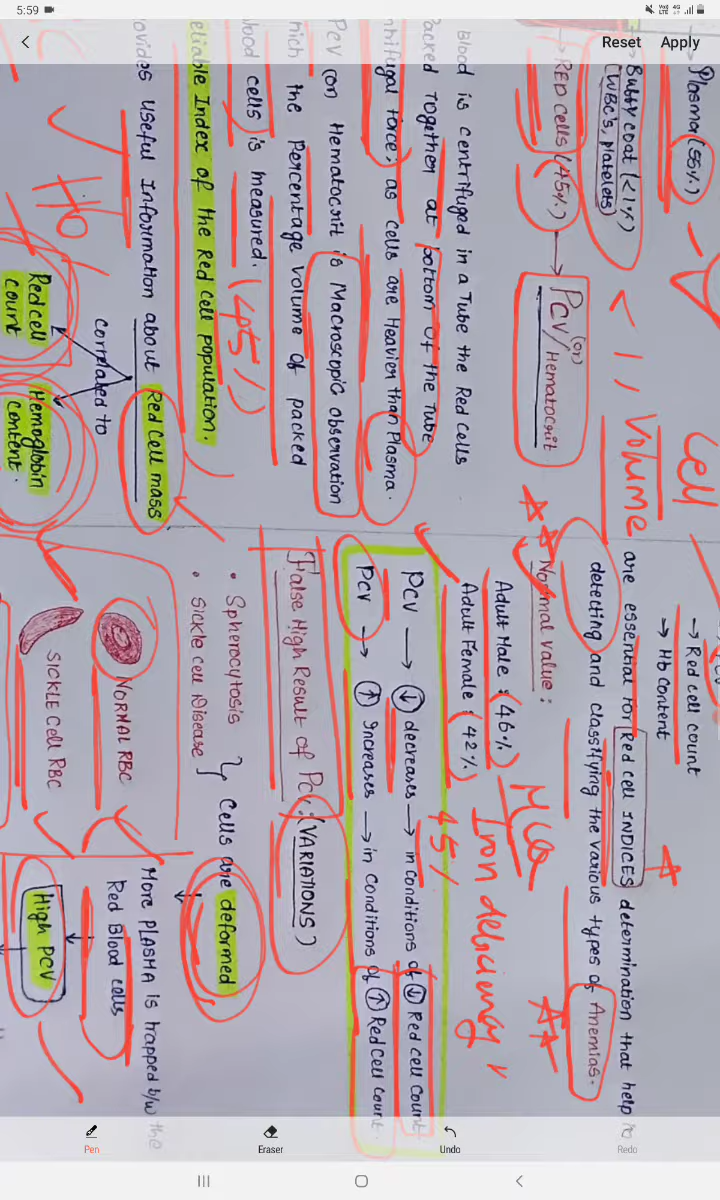 5:59
Reset Apply
→ Plasma (55%)
→ Buffy coat (<1%)
(WBC's, platelets)
→ RED cells (45%) → PCV (or) Hematocrit
Blood is centrifuged in a Tube the Red cells
Packed Together at bottom of the Tube
force; as cells are Heavier than Plasma.
PCV (or) Hematocrit is Macroscopic observation
the Percentage volume of packed
cells is measured. (45%)
Index of the Red cell population.
useful Information about Red cell mass.
correlated to
Red cell count
Hemoglobin content.
Hb
<1%
Cell
Volume
→ Red cell count
→ Hb content
are essential for Red cell INDICES determination that help to
detecting and classifying the various types of Anemias.
Normal value:
Adult Male : (46%)
Adult Female : (42%)
MCQ
45%
Iron deficiency
PCV → ↓ decreases → in conditions of ↓ Red cell count
PCV → ↑ Increases → in Conditions of ↑ Red cell count.
False High Result of PCV: (VARIATIONS)
• Spherocytosis
• Sickle cell Disease
} Cells are deformed
NORMAL RBC
SICKLE Cell RBC
More PLASMA is trapped b/w the
Red Blood cells
High PCV
Pen Eraser Undo Redo